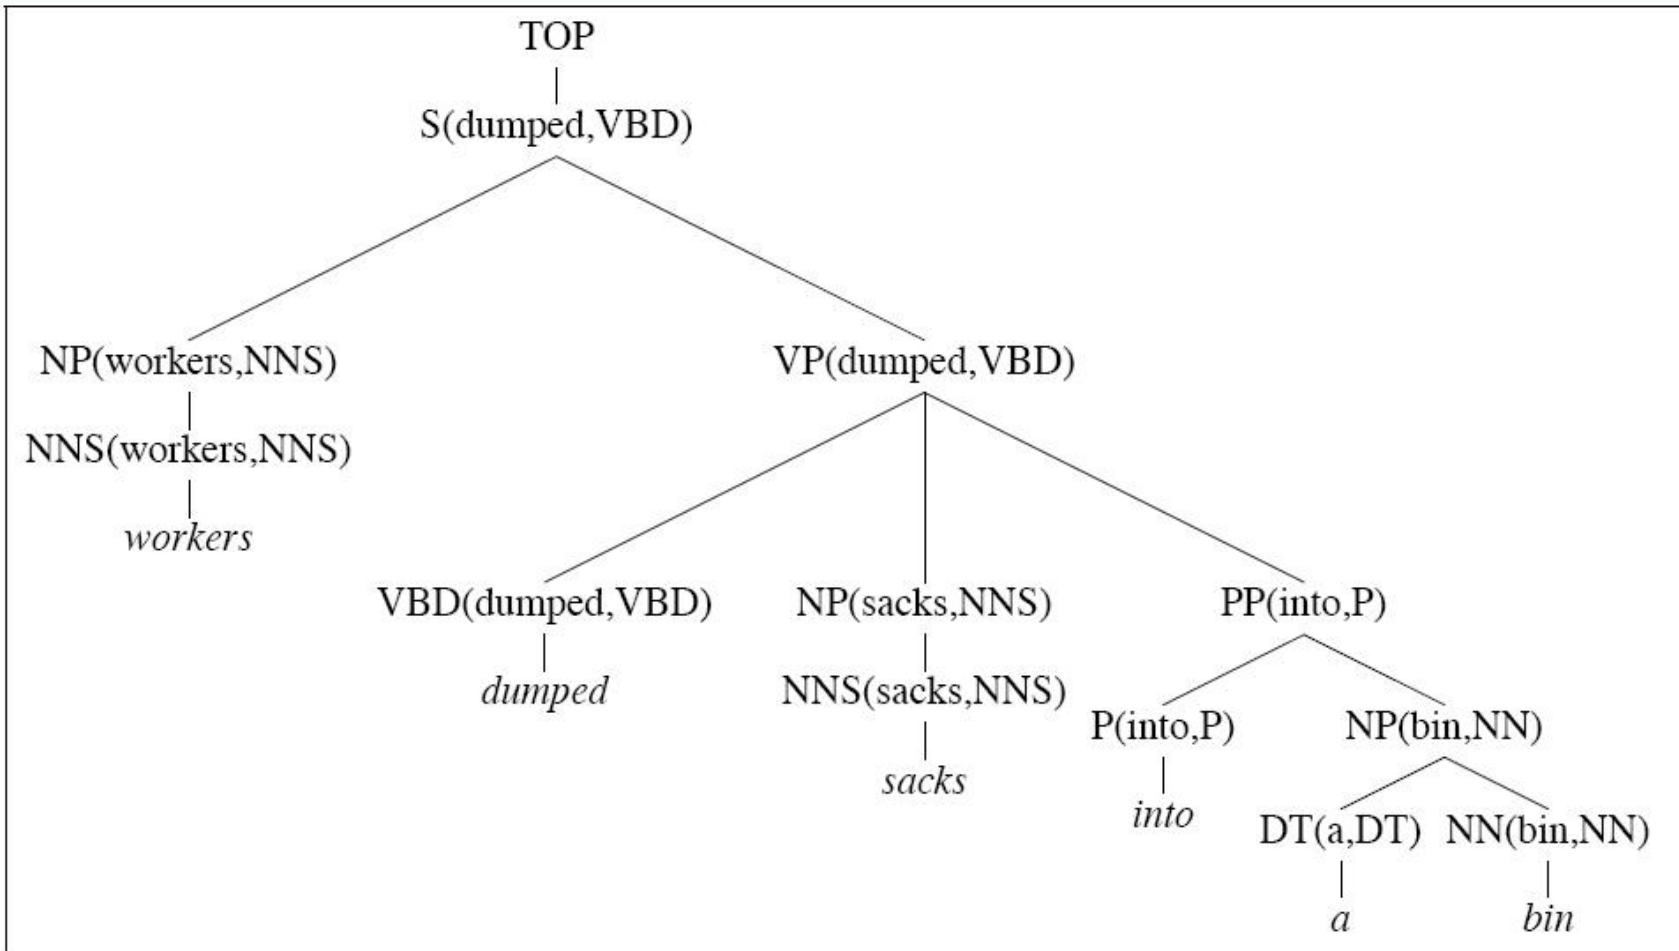 TOP
S(dumped,VBD)
NP(workers,NNS) VP(dumped,VBD)
NNS(workers,NNS)
workers
VBD(dumped,VBD) NP(sacks,NNS) PP(into,P)
dumped NNS(sacks,NNS)
P(into,P) NP(bin,NN)
sacks
into
DT(a,DT) NN(bin,NN)
a bin